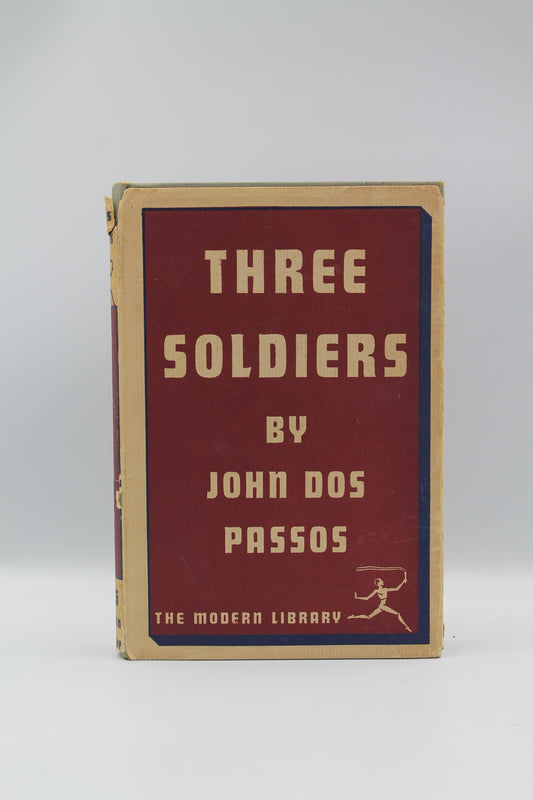 THREE
SOLDIERS
BY
JOHN DOS
PASSOS
THE MODERN LIBRARY